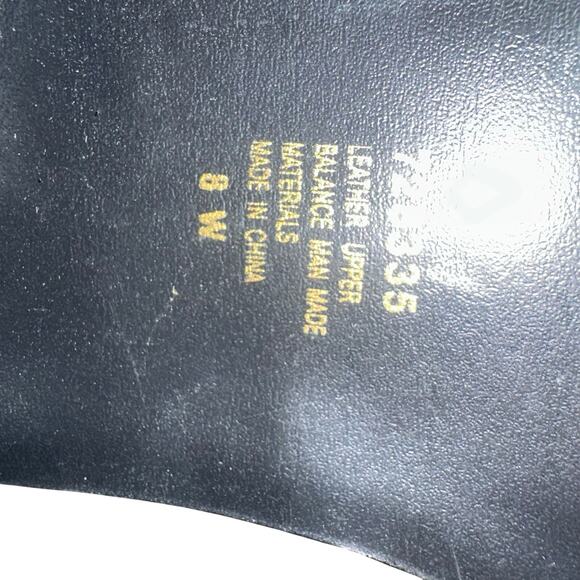 LEATHER UPPER
BALANCE MAN MADE
MATERIALS
MADE IN CHINA
8 W